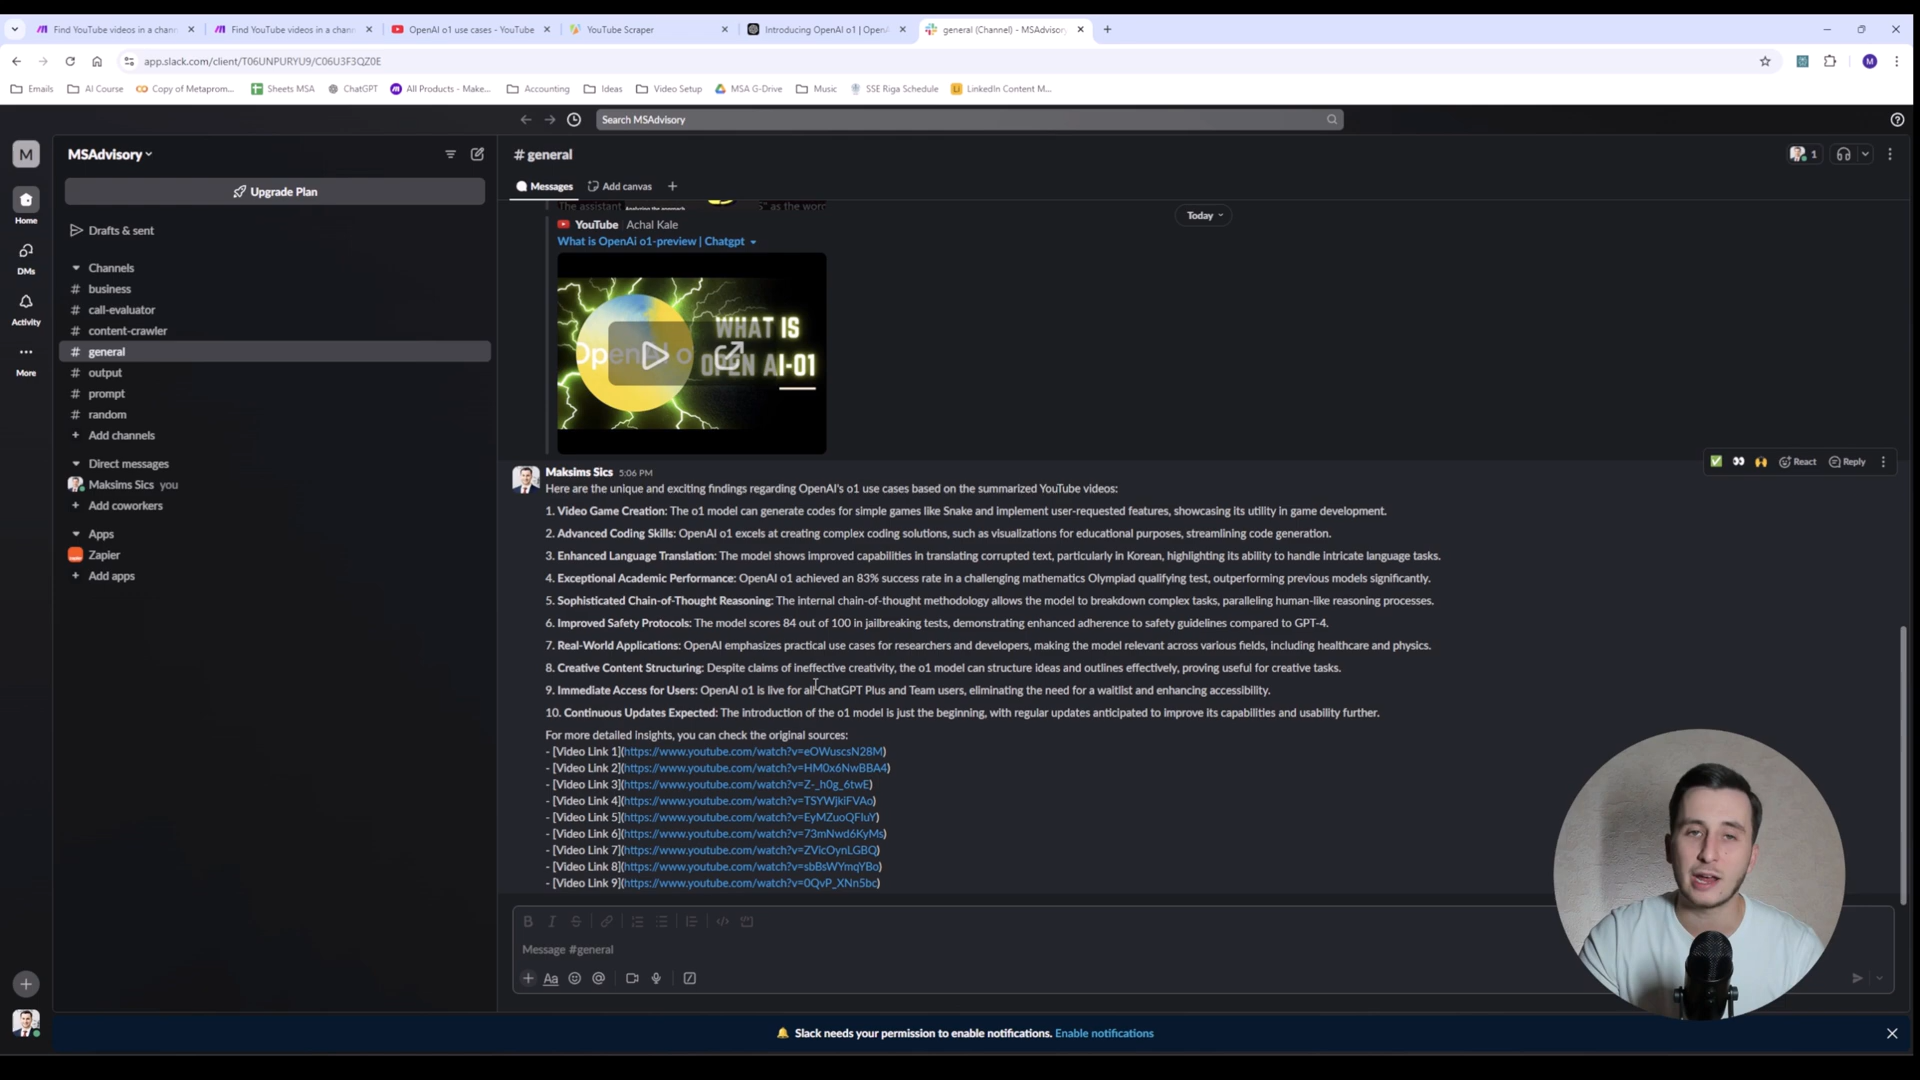 Find YouTube videos in a chann
Find YouTube videos in a chann
OpenAI o1 use cases - YouTube
YouTube Scraper
Introducing OpenAI o1 | OpenA
general (Channel) - MSAdvisory
app.slack.com/client/T06UNPURYU9/C06U3F3QZ0E
M
Emails
AI Course
Copy of Metaprom...
Sheets MSA
ChatGPT
All Products - Make...
Accounting
Ideas
Video Setup
MSA G-Drive
Music
SSE Riga Schedule
LinkedIn Content M...
Search MSAdvisory
M
MSAdvisory
# general
1
Messages
Add canvas
Upgrade Plan
Home
DMs
Activity
More
Drafts & sent
Channels
# business
# call-evaluator
# content-crawler
# general
# output
# prompt
# random
+ Add channels
Direct messages
Maksims Sics you
+ Add coworkers
Apps
Zapier
+ Add apps
The assistant
as the word
Today
YouTube Achal Kale
What is OpenAi o1-preview | Chatgpt
OpenAI o
WHAT IS
OPEN AI-01
React
Reply
Maksims Sics 5:06 PM
Here are the unique and exciting findings regarding OpenAI's o1 use cases based on the summarized YouTube videos:
1. Video Game Creation: The o1 model can generate codes for simple games like Snake and implement user-requested features, showcasing its utility in game development.
2. Advanced Coding Skills: OpenAI o1 excels at creating complex coding solutions, such as visualizations for educational purposes, streamlining code generation.
3. Enhanced Language Translation: The model shows improved capabilities in translating corrupted text, particularly in Korean, highlighting its ability to handle intricate language tasks.
4. Exceptional Academic Performance: OpenAI o1 achieved an 83% success rate in a challenging mathematics Olympiad qualifying test, outperforming previous models significantly.
5. Sophisticated Chain-of-Thought Reasoning: The internal chain-of-thought methodology allows the model to breakdown complex tasks, paralleling human-like reasoning processes.
6. Improved Safety Protocols: The model scores 84 out of 100 in jailbreaking tests, demonstrating enhanced adherence to safety guidelines compared to GPT-4.
7. Real-World Applications: OpenAI emphasizes practical use cases for researchers and developers, making the model relevant across various fields, including healthcare and physics.
8. Creative Content Structuring: Despite claims of ineffective creativity, the o1 model can structure ideas and outlines effectively, proving useful for creative tasks.
9. Immediate Access for Users: OpenAI o1 is live for all ChatGPT Plus and Team users, eliminating the need for a waitlist and enhancing accessibility.
10. Continuous Updates Expected: The introduction of the o1 model is just the beginning, with regular updates anticipated to improve its capabilities and usability further.
For more detailed insights, you can check the original sources:
- [Video Link 1](https://www.youtube.com/watch?v=eOWuscsN28M)
- [Video Link 2](https://www.youtube.com/watch?v=HM0x6NwBBA4)
- [Video Link 3](https://www.youtube.com/watch?v=Z-_h0g_6twE)
- [Video Link 4](https://www.youtube.com/watch?v=TSYWjkiFVAo)
- [Video Link 5](https://www.youtube.com/watch?v=EyMZuoQFIuY)
- [Video Link 6](https://www.youtube.com/watch?v=73mNwd6KyMs)
- [Video Link 7](https://www.youtube.com/watch?v=ZVicOynLGBQ)
- [Video Link 8](https://www.youtube.com/watch?v=sbBsWYmqYBo)
- [Video Link 9](https://www.youtube.com/watch?v=0QvP_XNn5bc)
Message #general
Aa
Slack needs your permission to enable notifications. Enable notifications